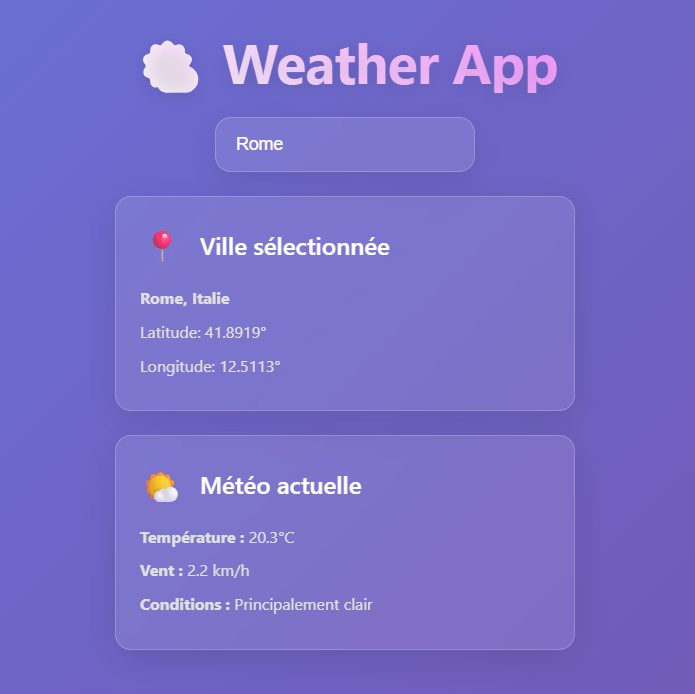 Weather App
Rome
Ville sélectionnée
Rome, Italie
Latitude: 41.8919°
Longitude: 12.5113°
Météo actuelle
Température : 20.3°C
Vent : 2.2 km/h
Conditions : Principalement clair